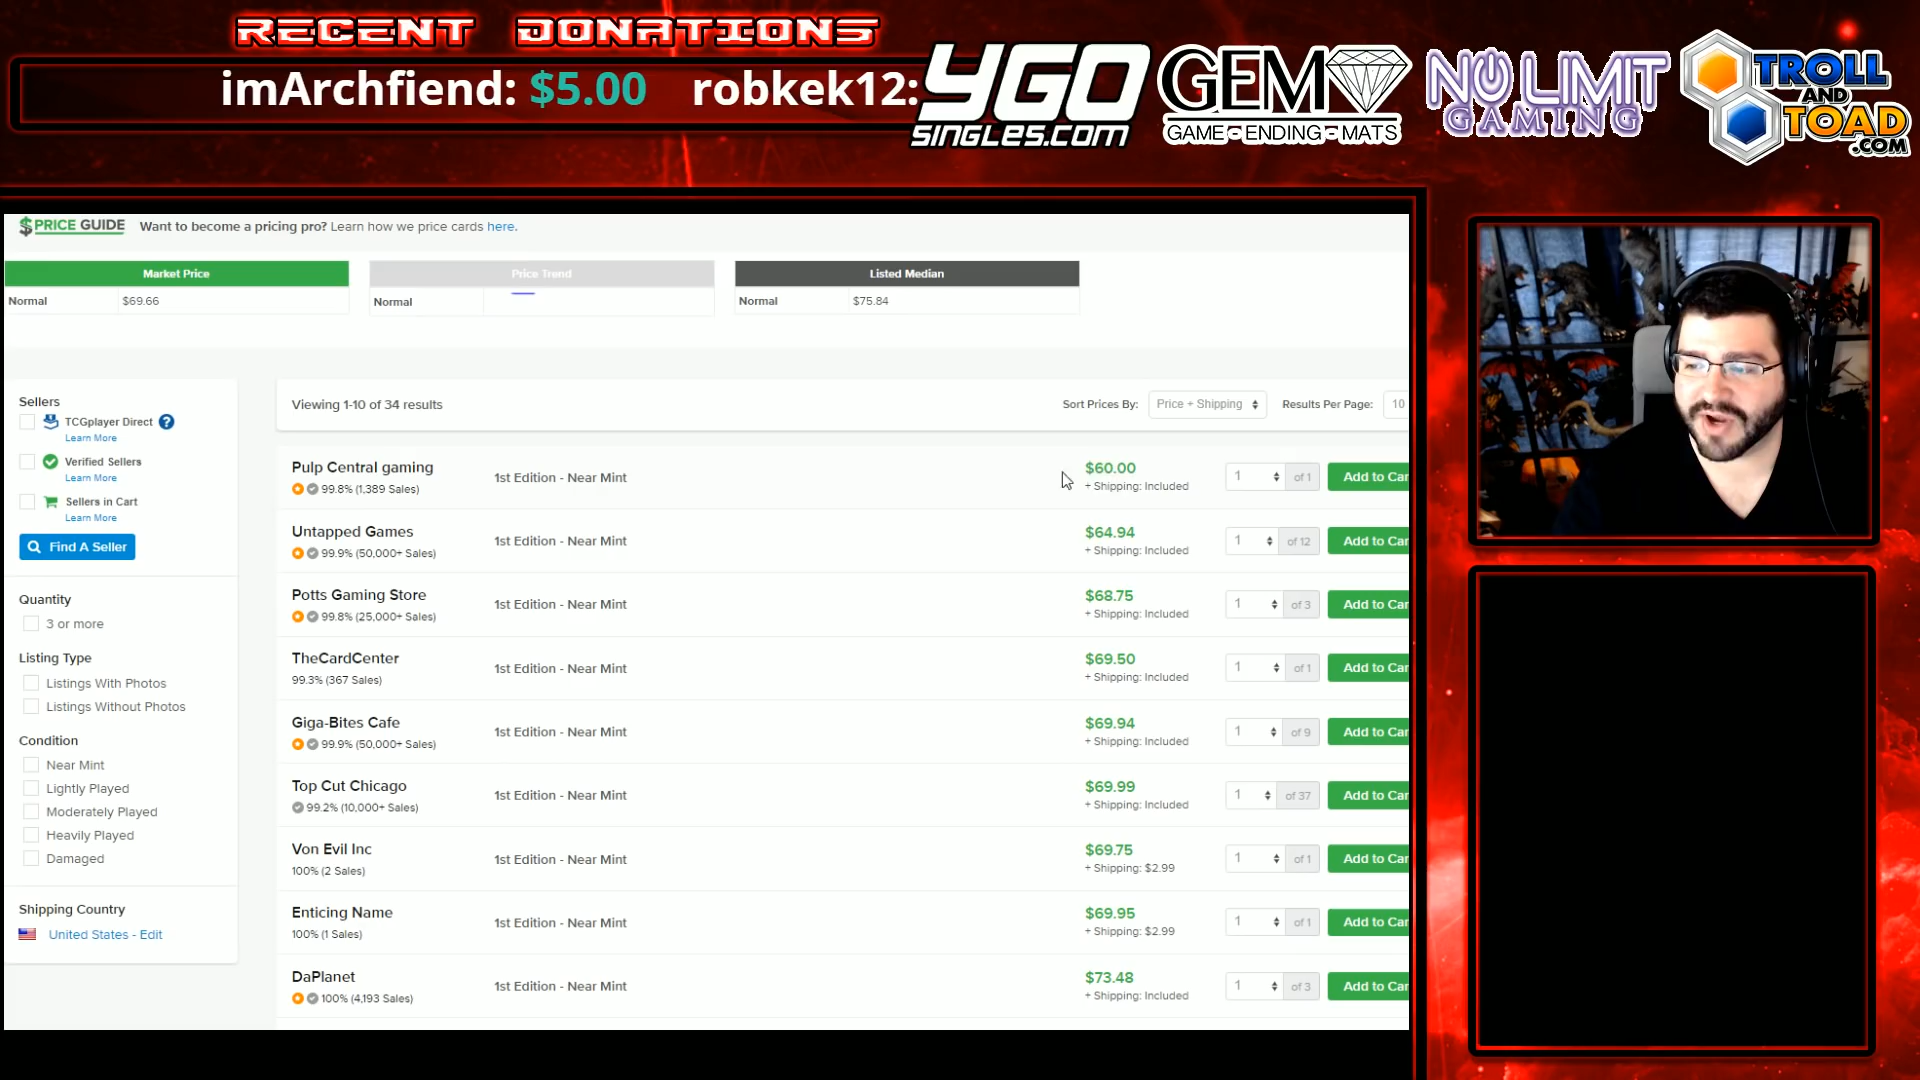 RECENT DONATIONS
imArchfiend: $5.00 robkek12:
YGO
SINGLES.COM
GEM
GAME-ENDING-MATS
NO LIMIT
GAMING
TROLL
AND
TOAD
.COM
$PRICE GUIDE Want to become a pricing pro? Learn how we price cards here.
Market Price Price Trend Listed Median
Normal $69.66 Normal Normal $75.84
Sellers
TCGplayer Direct ?
Learn More
Verified Sellers
Learn More
Sellers in Cart
Learn More
Find A Seller
Quantity
3 or more
Listing Type
Listings With Photos
Listings Without Photos
Condition
Near Mint
Lightly Played
Moderately Played
Heavily Played
Damaged
Shipping Country
United States - Edit
Viewing 1-10 of 34 results Sort Prices By: Price + Shipping Results Per Page: 10
Pulp Central gaming
99.8% (1,389 Sales)
1st Edition - Near Mint
$60.00
+ Shipping: Included
1 of 1 Add to Car
Untapped Games
99.9% (50,000+ Sales)
1st Edition - Near Mint
$64.94
+ Shipping: Included
1 of 12 Add to Car
Potts Gaming Store
99.8% (25,000+ Sales)
1st Edition - Near Mint
$68.75
+ Shipping: Included
1 of 3 Add to Car
TheCardCenter
99.3% (367 Sales)
1st Edition - Near Mint
$69.50
+ Shipping: Included
1 of 1 Add to Car
Giga-Bites Cafe
99.9% (50,000+ Sales)
1st Edition - Near Mint
$69.94
+ Shipping: Included
1 of 9 Add to Car
Top Cut Chicago
99.2% (10,000+ Sales)
1st Edition - Near Mint
$69.99
+ Shipping: Included
1 of 37 Add to Car
Von Evil Inc
100% (2 Sales)
1st Edition - Near Mint
$69.75
+ Shipping: $2.99
1 of 1 Add to Car
Enticing Name
100% (1 Sales)
1st Edition - Near Mint
$69.95
+ Shipping: $2.99
1 of 1 Add to Car
DaPlanet
100% (4,193 Sales)
1st Edition - Near Mint
$73.48
+ Shipping: Included
1 of 3 Add to Car